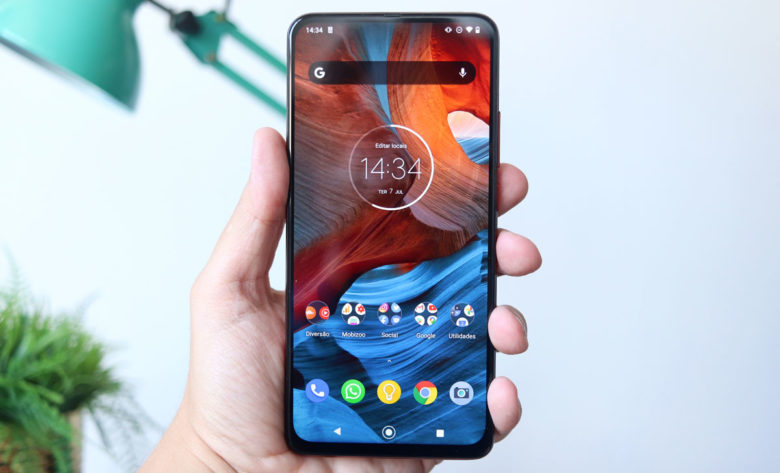 14:34
G
Editar locais
14:34
TER 7 JUL
Diversão Mobizoo Social Google Utilidades